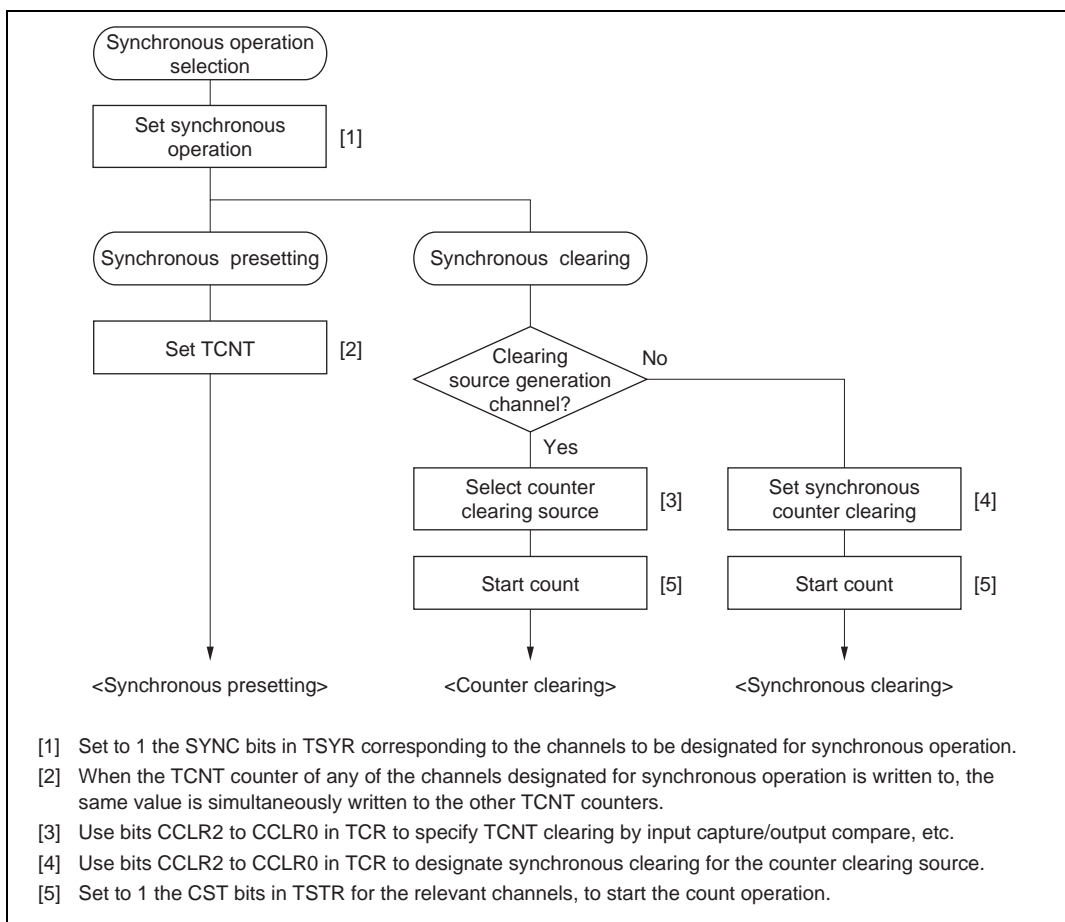 Synchronous operation
selection
Set synchronous
operation
[1]
Synchronous presetting
Synchronous clearing
Set TCNT
[2]
Clearing
source generation
channel?
No
Yes
Select counter
clearing source
[3]
Set synchronous
counter clearing
[4]
Start count
[5]
Start count
[5]
<Synchronous presetting>
<Counter clearing>
<Synchronous clearing>
[1] Set to 1 the SYNC bits in TSYR corresponding to the channels to be designated for synchronous operation.
[2] When the TCNT counter of any of the channels designated for synchronous operation is written to, the
same value is simultaneously written to the other TCNT counters.
[3] Use bits CCLR2 to CCLR0 in TCR to specify TCNT clearing by input capture/output compare, etc.
[4] Use bits CCLR2 to CCLR0 in TCR to designate synchronous clearing for the counter clearing source.
[5] Set to 1 the CST bits in TSTR for the relevant channels, to start the count operation.